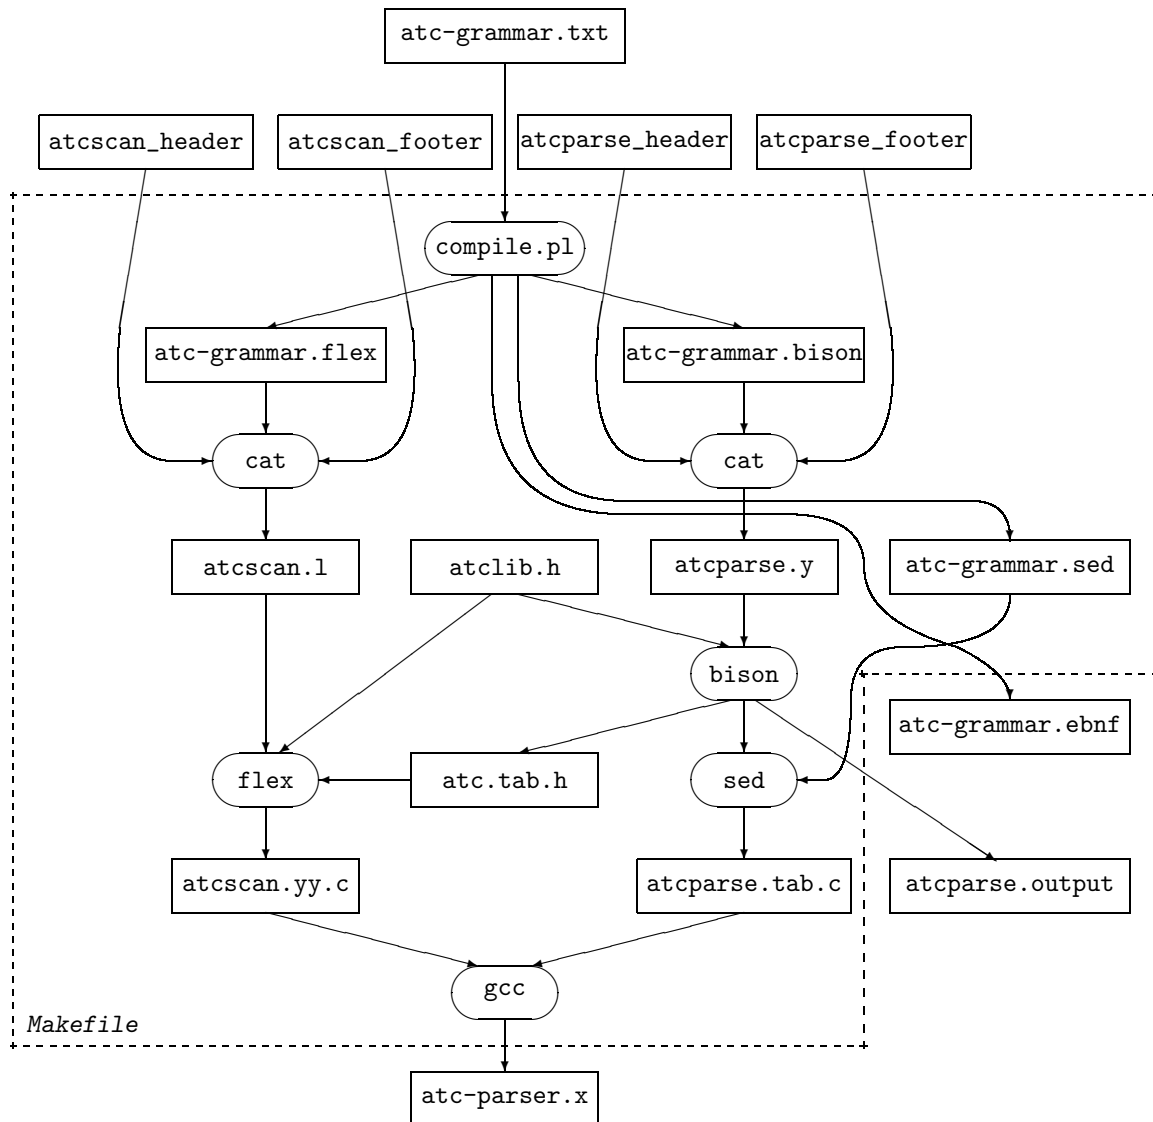 atc-grammar.txt
atcscan_header
atcscan_footer
atcparse_header
atcparse_footer
compile.pl
atc-grammar.flex
atc-grammar.bison
cat
cat
atcscan.l
atclib.h
atcparse.y
atc-grammar.sed
bison
atc-grammar.ebnf
flex
atc.tab.h
sed
atcscan.yy.c
atcparse.tab.c
atcparse.output
gcc
Makefile
atc-parser.x